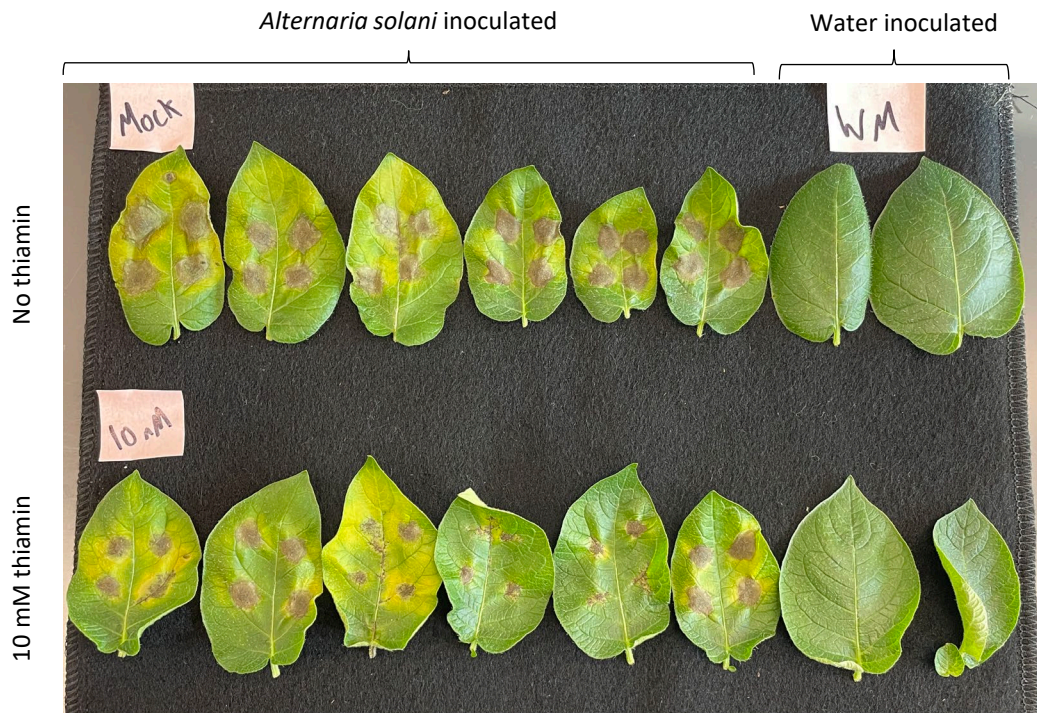 Alternaria solani inoculated
Water inoculated
No thiamin
Mock
WM
10 mM thiamin
10 mM